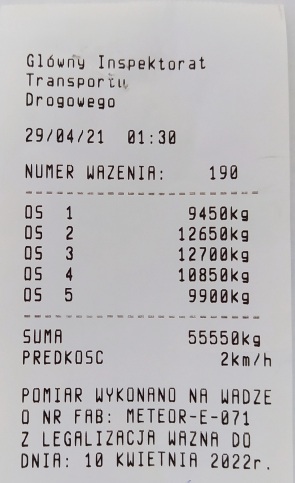 Główny Inspektorat
Transportu
Drogowego
29/04/21 01:30
NUMER WAZENIA: 190
OS 1 9450kg
OS 2 12650kg
OS 3 12700kg
OS 4 10850kg
OS 5 9900kg
SUMA 55550kg
PREDKOSC 2km/h
POMIAR WYKONANO NA WADZE
O NR FAB: METEOR-E-071
Z LEGALIZACJA WAZNA DO
DNIA: 10 KWIETNIA 2022r.